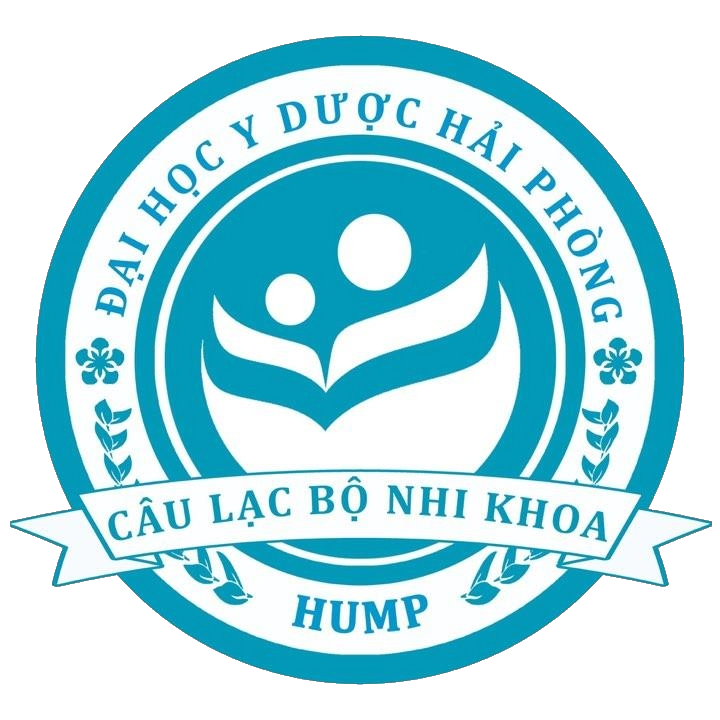 ĐẠI HỌC Y DƯỢC HẢI PHÒNG
CÂU LẠC BỘ NHI KHOA
HUMP